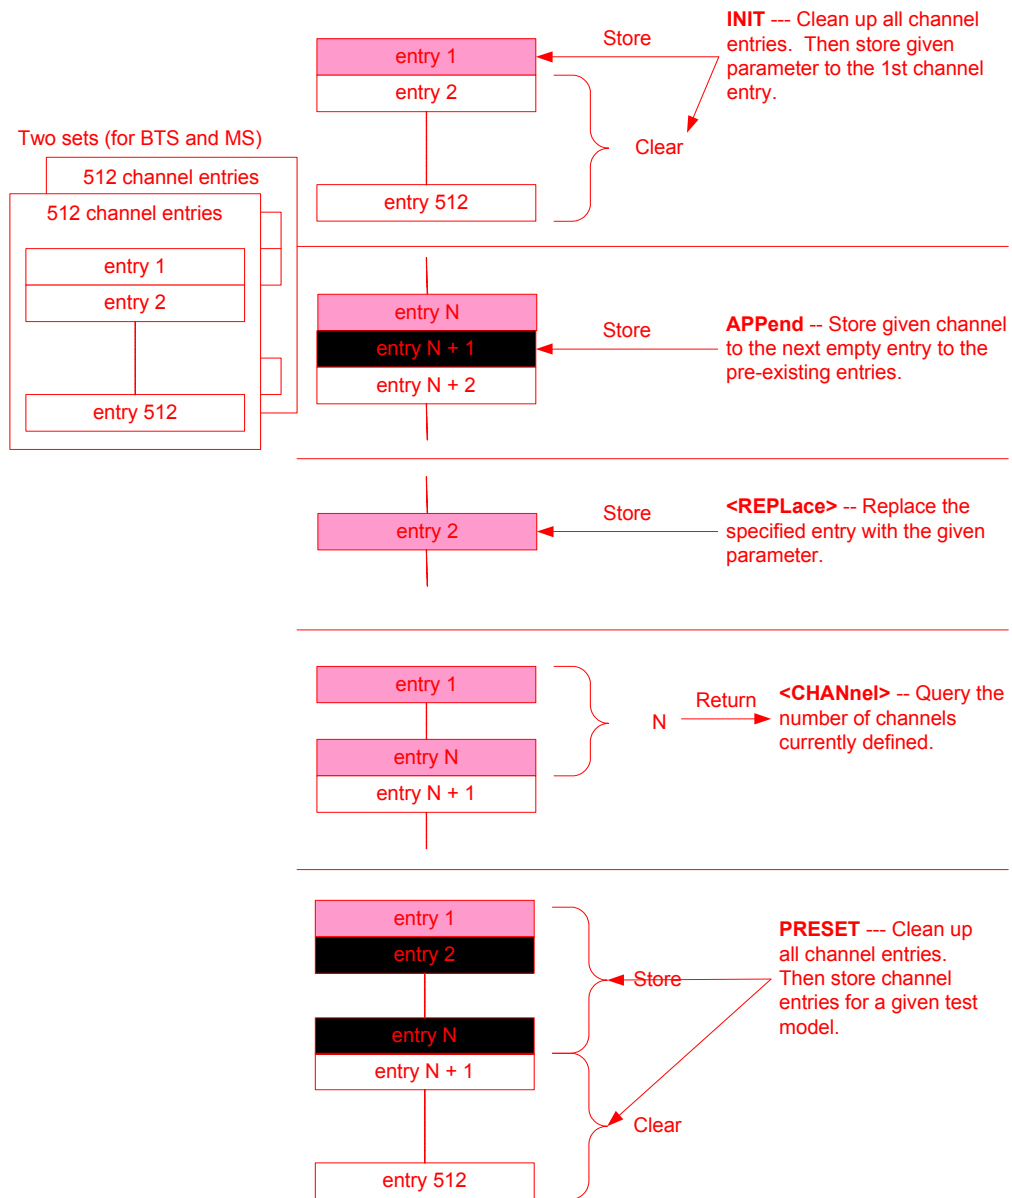 Two sets (for BTS and MS)
512 channel entries
512 channel entries
entry 1
entry 2
entry 512
entry 1
entry 2
entry 512
Store
Clear
INIT --- Clean up all channel
entries.  Then store given
parameter to the 1st channel
entry.
entry N
entry N + 1
entry N + 2
Store
APPend -- Store given channel
to the next empty entry to the
pre-existing entries.
entry 2
Store
<REPLace> -- Replace the
specified entry with the given
parameter.
entry 1
entry N
entry N + 1
N
Return
<CHANnel> -- Query the
number of channels
currently defined.
entry 1
entry 2
entry N
entry N + 1
entry 512
Store
Clear
PRESET --- Clean up
all channel entries.
Then store channel
entries for a given test
model.